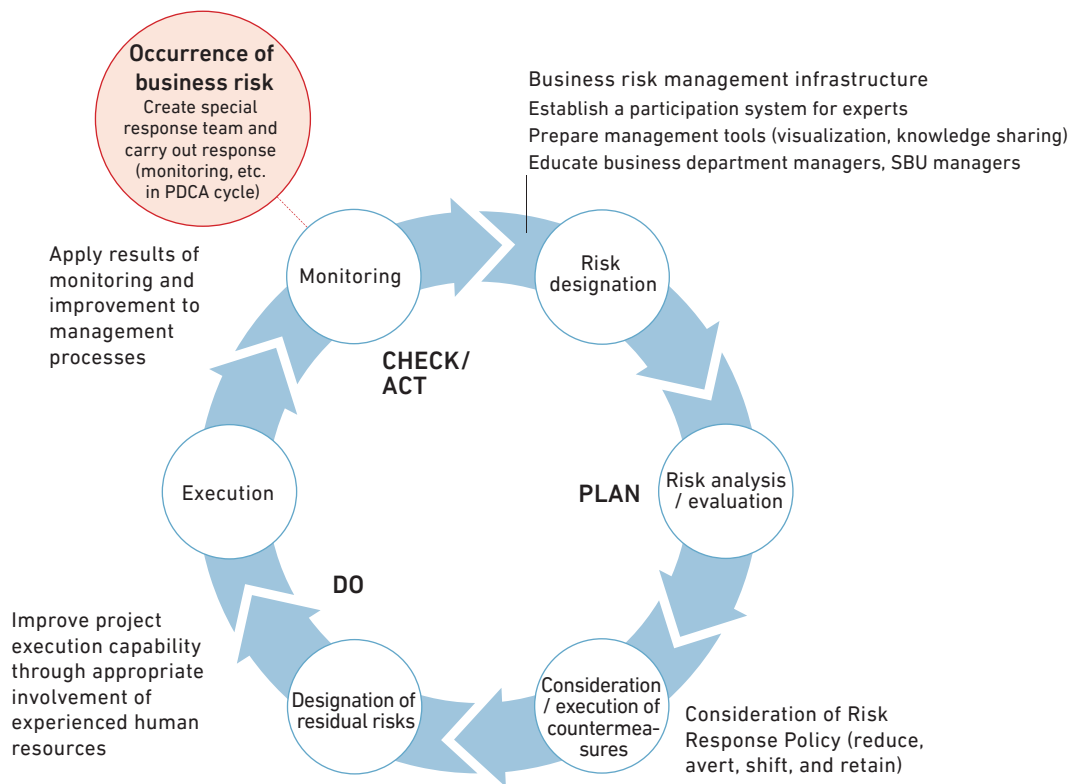 Occurrence of
business risk
Create special
response team and
carry out response
(monitoring, etc.
in PDCA cycle)
Business risk management infrastructure
Establish a participation system for experts
Prepare management tools (visualization, knowledge sharing)
Educate business department managers, SBU managers
Apply results of
monitoring and
improvement to
management
processes
Monitoring
Risk
designation
CHECK/
ACT
Execution
PLAN
Risk analysis
/ evaluation
DO
Improve project
execution capability
through appropriate
involvement of
experienced human
resources
Designation of
residual risks
Consideration
/ execution of
countermea-
sures
Consideration of Risk
Response Policy (reduce,
avert, shift, and retain)